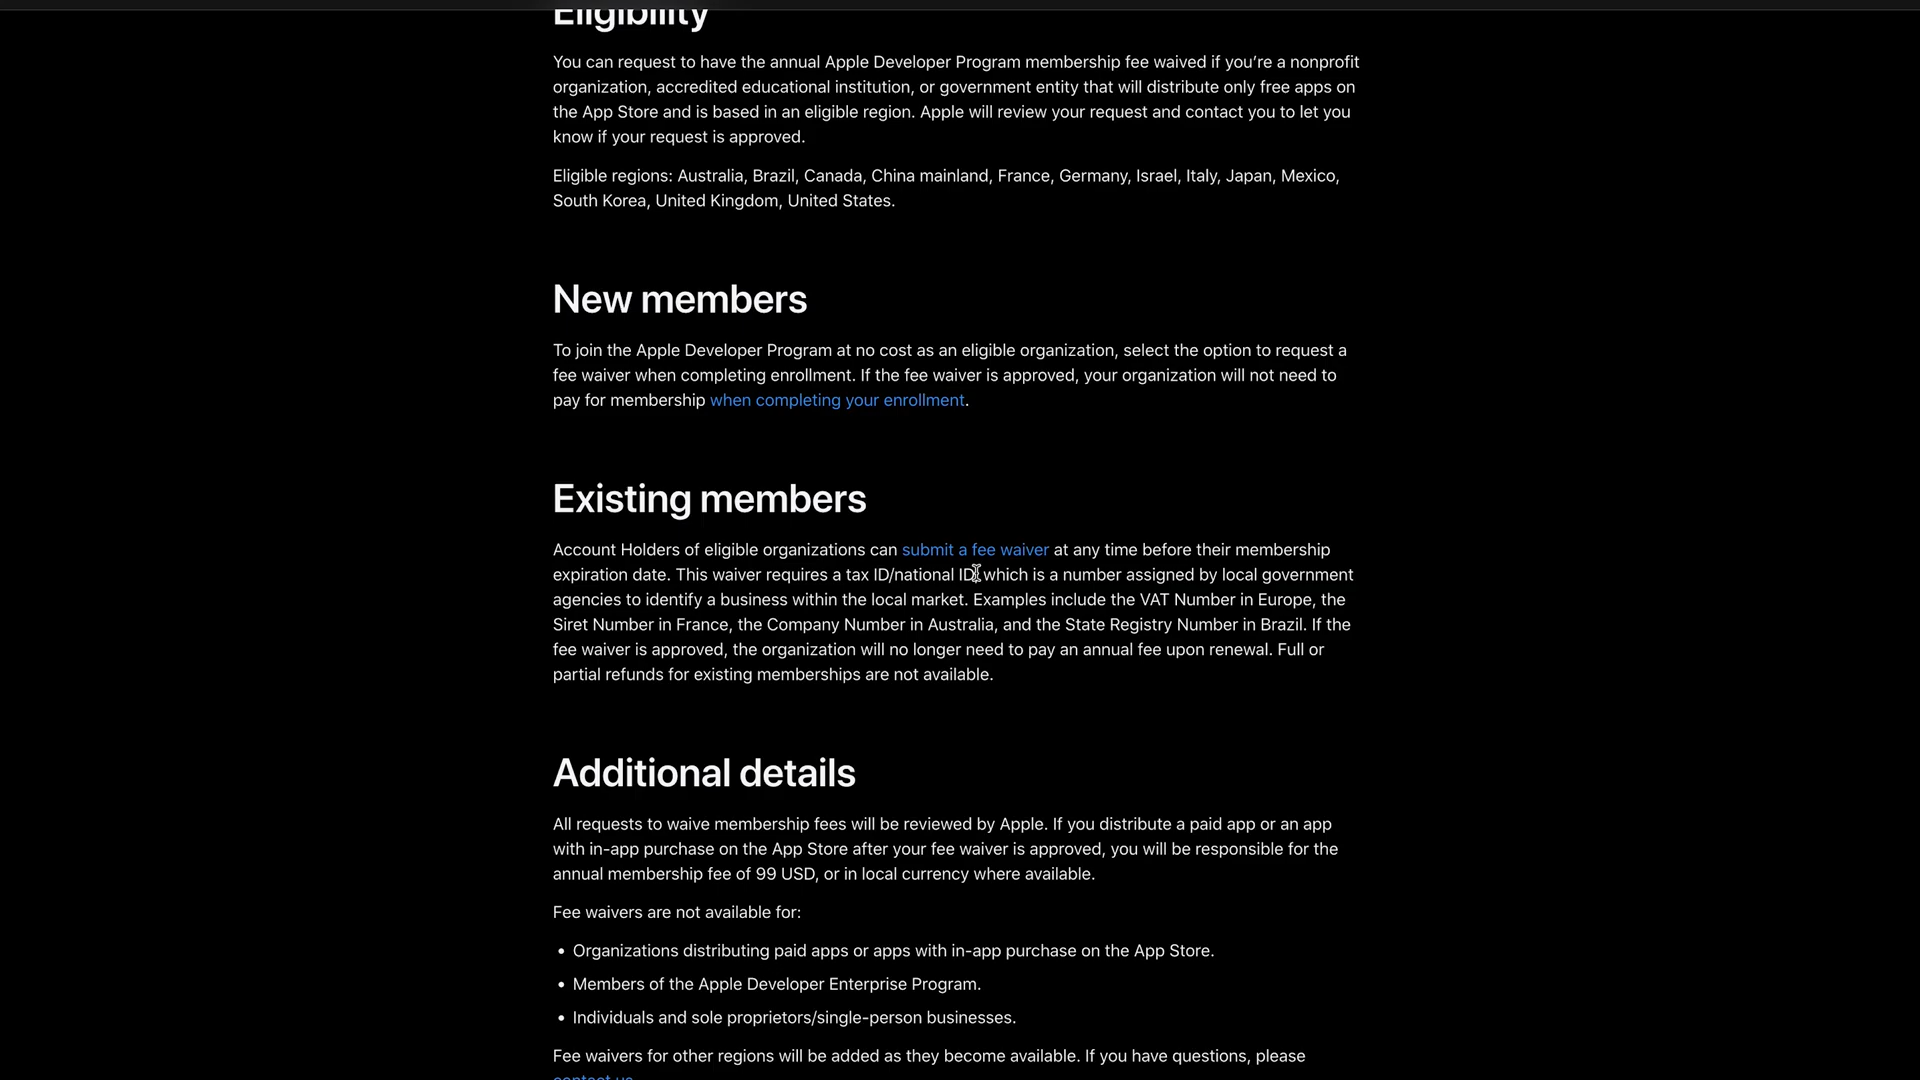 Eligibility
You can request to have the annual Apple Developer Program membership fee waived if you’re a nonprofit
organization, accredited educational institution, or government entity that will distribute only free apps on
the App Store and is based in an eligible region. Apple will review your request and contact you to let you
know if your request is approved.
Eligible regions: Australia, Brazil, Canada, China mainland, France, Germany, Israel, Italy, Japan, Mexico,
South Korea, United Kingdom, United States.
New members
To join the Apple Developer Program at no cost as an eligible organization, select the option to request a
fee waiver when completing enrollment. If the fee waiver is approved, your organization will not need to
pay for membership when completing your enrollment.
Existing members
Account Holders of eligible organizations can submit a fee waiver at any time before their membership
expiration date. This waiver requires a tax ID/national ID, which is a number assigned by local government
agencies to identify a business within the local market. Examples include the VAT Number in Europe, the
Siret Number in France, the Company Number in Australia, and the State Registry Number in Brazil. If the
fee waiver is approved, the organization will no longer need to pay an annual fee upon renewal. Full or
partial refunds for existing memberships are not available.
Additional details
All requests to waive membership fees will be reviewed by Apple. If you distribute a paid app or an app
with in-app purchase on the App Store after your fee waiver is approved, you will be responsible for the
annual membership fee of 99 USD, or in local currency where available.
Fee waivers are not available for:
• Organizations distributing paid apps or apps with in-app purchase on the App Store.
• Members of the Apple Developer Enterprise Program.
• Individuals and sole proprietors/single-person businesses.
Fee waivers for other regions will be added as they become available. If you have questions, please
contact us